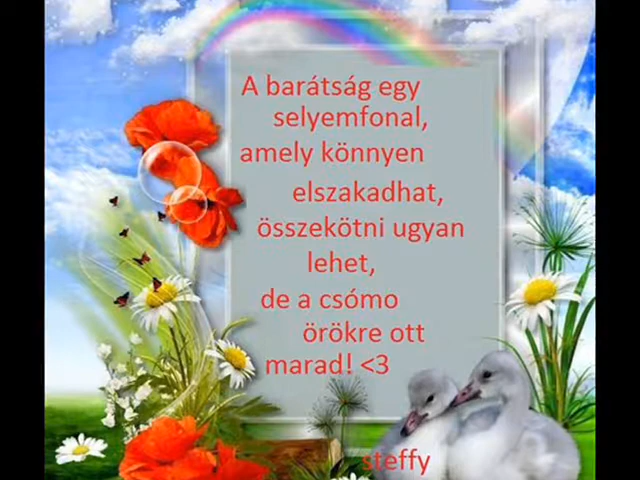 A barátság egy
selyemfonal,
amely könnyen
elszakadhat,
összekötni ugyan
lehet,
de a csómo
örökre ott
marad! <3
steffy